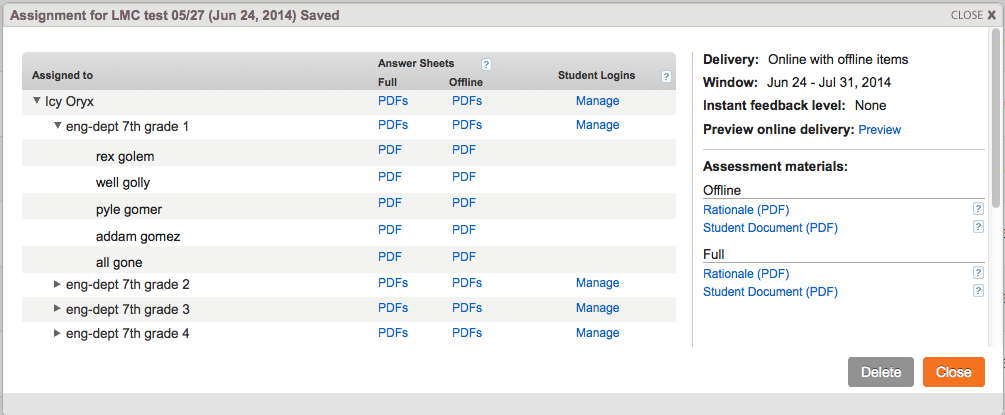 Assignment for LMC test 05/27 (Jun 24, 2014) Saved
CLOSE X
Assigned to
Answer Sheets ?
Full Offline
Student Logins ?
Icy Oryx PDFs PDFs Manage
eng-dept 7th grade 1 PDFs PDFs Manage
rex golem PDF PDF
well golly PDF PDF
pyle gomer PDF PDF
addam gomez PDF PDF
all gone PDF PDF
eng-dept 7th grade 2 PDFs PDFs Manage
eng-dept 7th grade 3 PDFs PDFs Manage
eng-dept 7th grade 4 PDFs PDFs Manage
Delivery: Online with offline items
Window: Jun 24 - Jul 31, 2014
Instant feedback level: None
Preview online delivery: Preview
Assessment materials:
Offline
Rationale (PDF) ?
Student Document (PDF) ?
Full
Rationale (PDF) ?
Student Document (PDF) ?
Delete Close